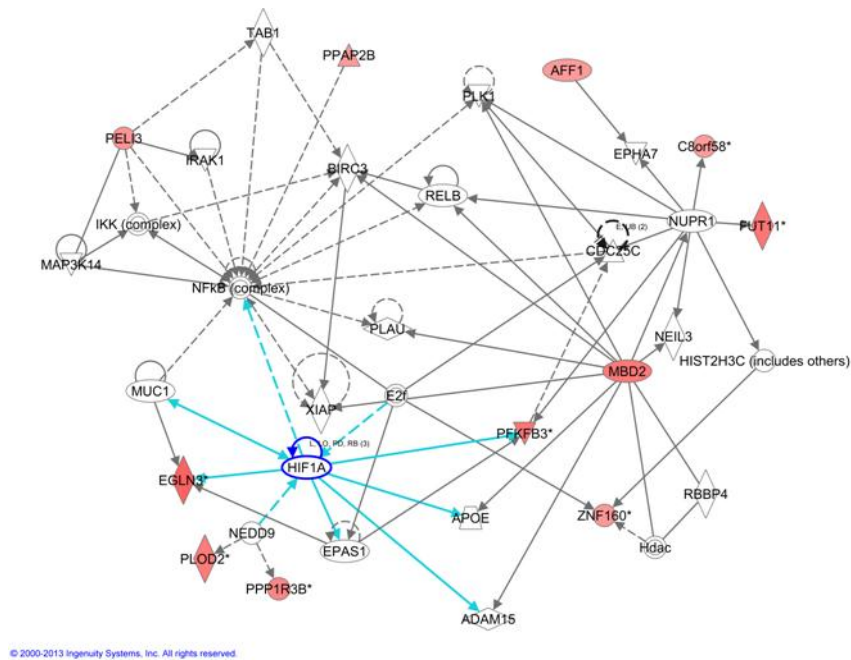 TAB1
PPAP2B
AFF1
PLK1
PELI3
IRAK1
EPHA7
C8orf58*
BIRC3
RELB
IKK (complex)
NUPR1
FUT11*
CDC25C
MAP3K14
NFkB (complex)
PLAU
NEIL3
HIST2H3C (includes others)
MBD2
MUC1
E2f
XIAP*
PFKFB3*
HIF1A
EGLN3*
RBBP4
APOE
ZNF160*
NEDD9
EPAS1
Hdac
PLOD2*
PPP1R3B*
ADAM15
© 2000-2013 Ingenuity Systems, Inc. All rights reserved.